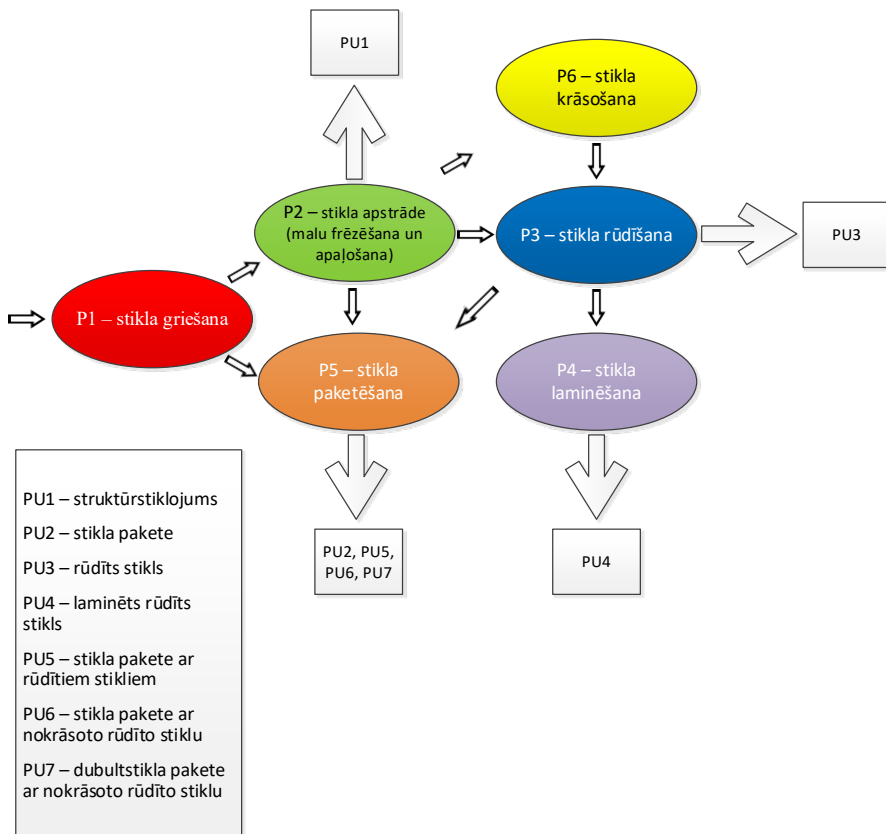 PU1
P6 – stikla
krāsošana
P2 – stikla apstrāde
(malu frēzēšana un
apaļošana)
P3 – stikla rūdīšana
PU3
P1 – stikla griešana
P5 – stikla
paketēšana
P4 – stikla
laminēšana
PU1 – struktūrstiklojums
PU2 – stikla pakete
PU3 – rūdīts stikls
PU4 – laminēts rūdīts
stikls
PU5 – stikla pakete ar
rūdītiem stikliem
PU6 – stikla pakete ar
nokrāsoto rūdīto stiklu
PU7 – dubultstikla pakete
ar nokrāsoto rūdīto stiklu
PU2, PU5,
PU6, PU7
PU4